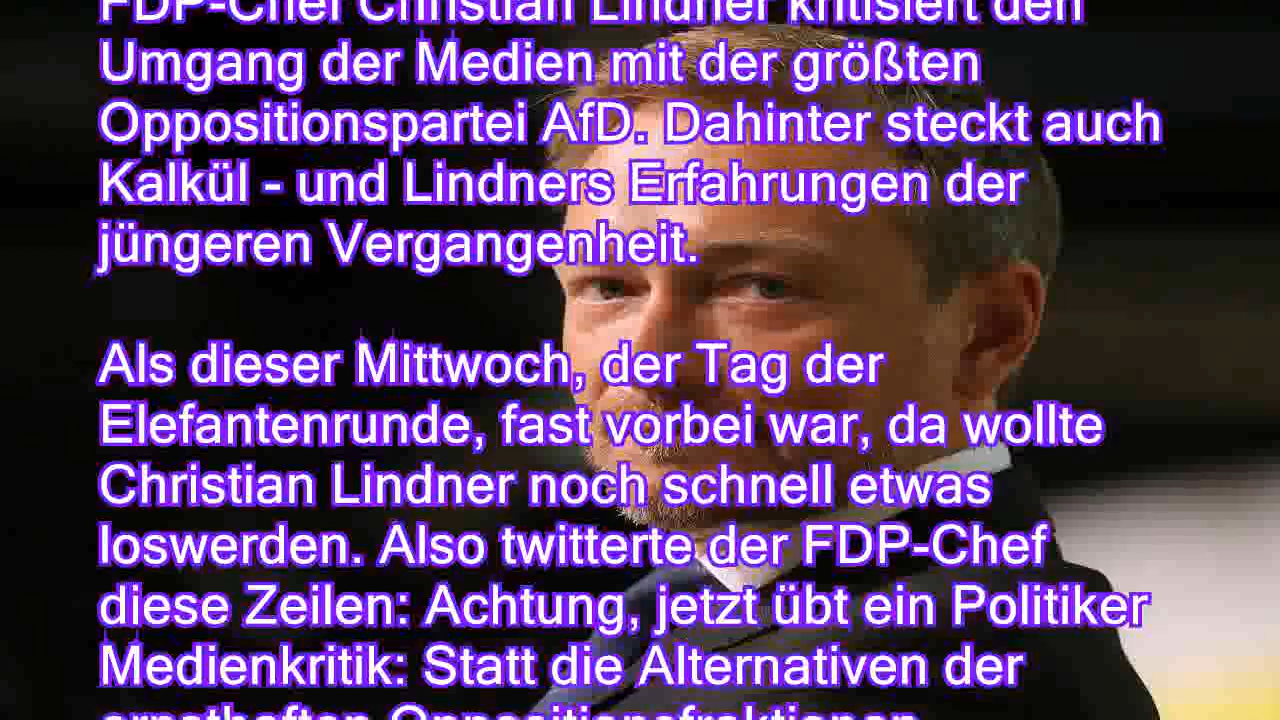 FDP-Chef Christian Lindner kritisiert den
Umgang der Medien mit der größten
Oppositionspartei AfD. Dahinter steckt auch
Kalkül - und Lindners Erfahrungen der
jüngeren Vergangenheit.
Als dieser Mittwoch, der Tag der
Elefantenrunde, fast vorbei war, da wollte
Christian Lindner noch schnell etwas
loswerden. Also twitterte der FDP-Chef
diese Zeilen: Achtung, jetzt übt ein Politiker
Medienkritik: Statt die Alternativen der
ernsthaften Oppositionsfraktionen